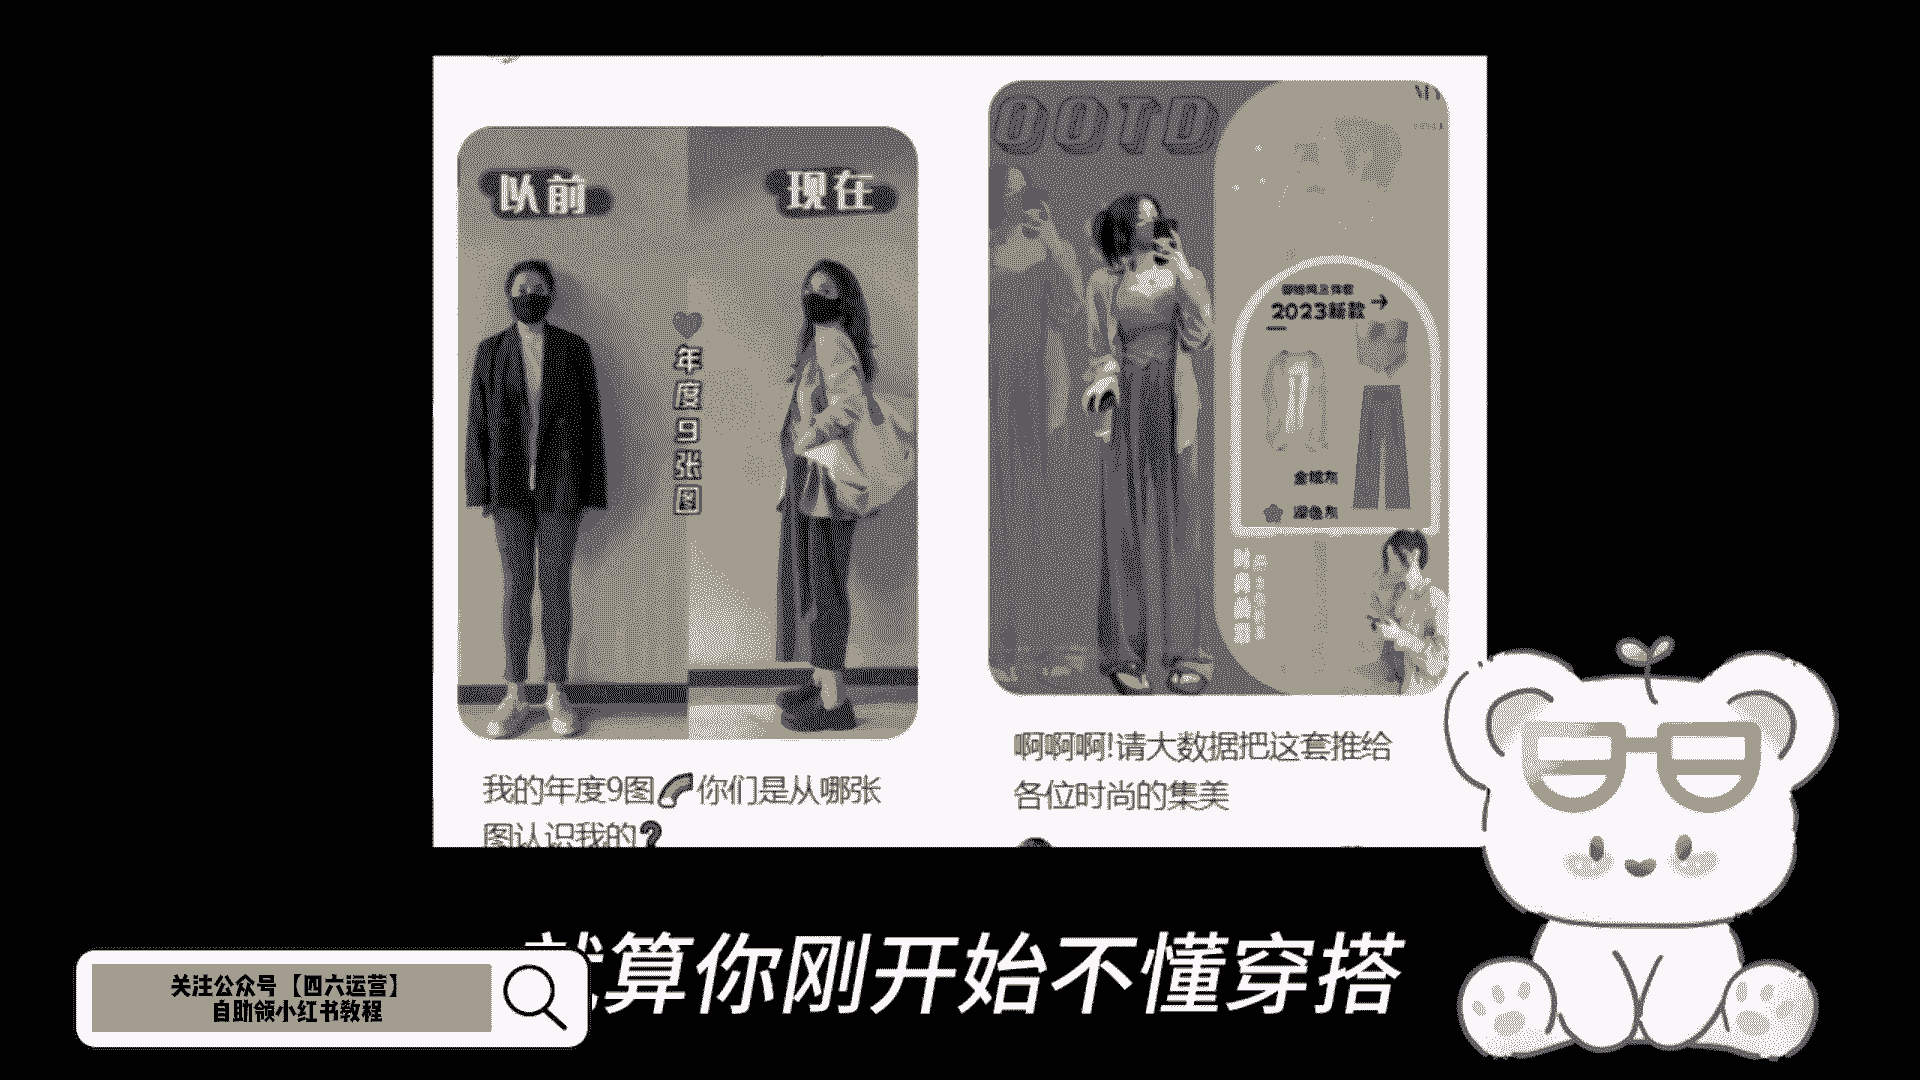 以前
现在
年度9张图
我的年度9图
你们是从哪张
图认识我的?
OOTD
2023新款
啊啊啊!请大数据把这套推给
各位时尚的集美
就算你刚开始不懂穿搭
关注公众号【四六运营】
自助领小红书教程